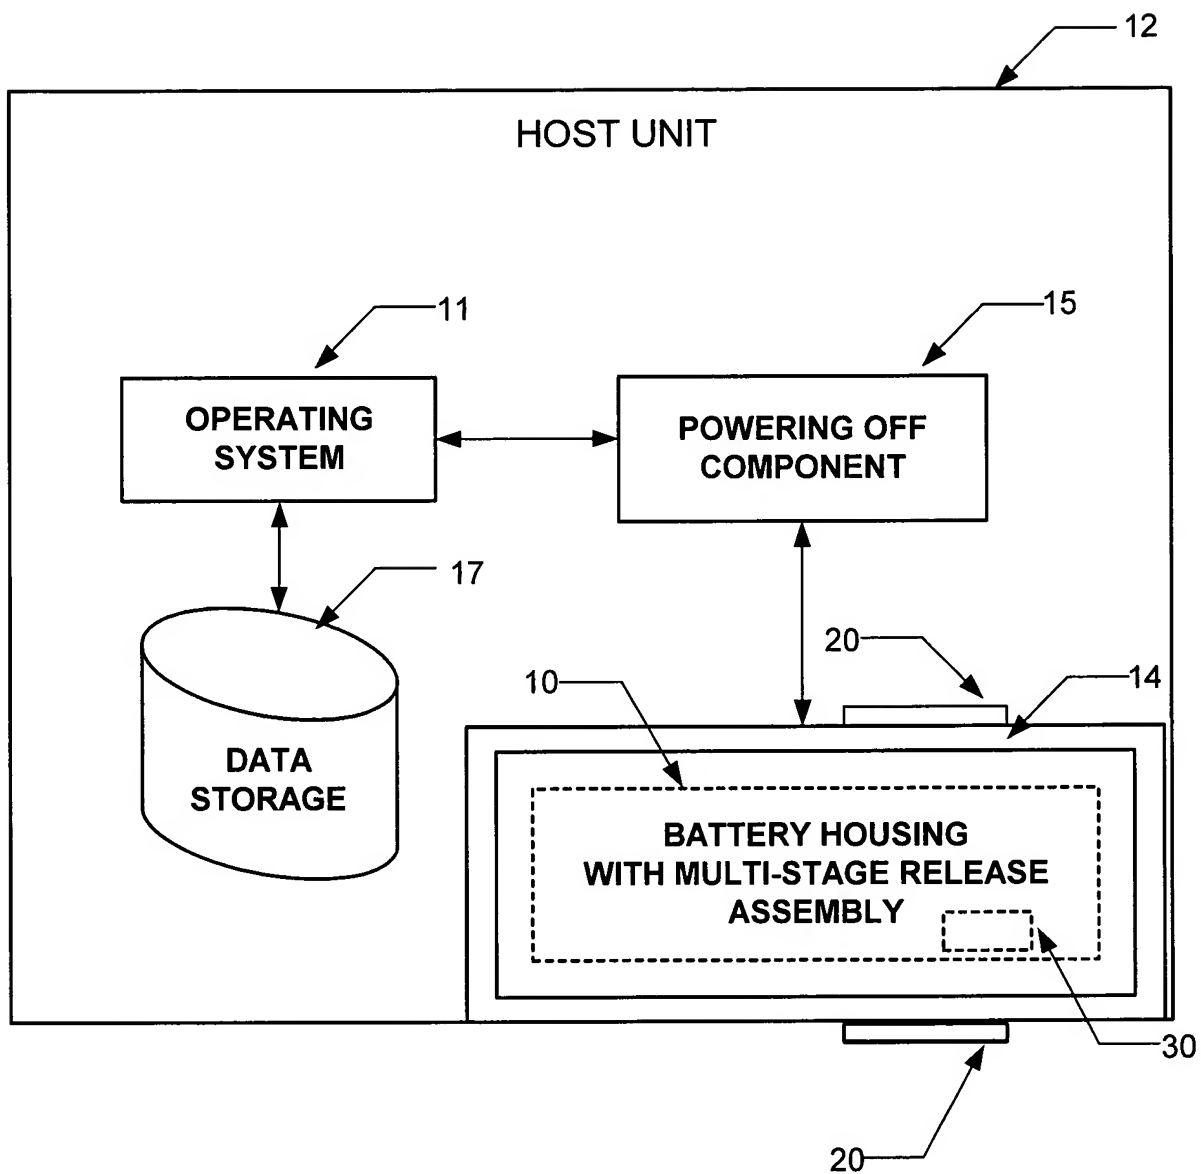 12
HOST UNIT
11
15
OPERATING
SYSTEM
POWERING OFF
COMPONENT
17
20
14
10
DATA
STORAGE
BATTERY HOUSING
WITH MULTI-STAGE RELEASE
ASSEMBLY
30
20